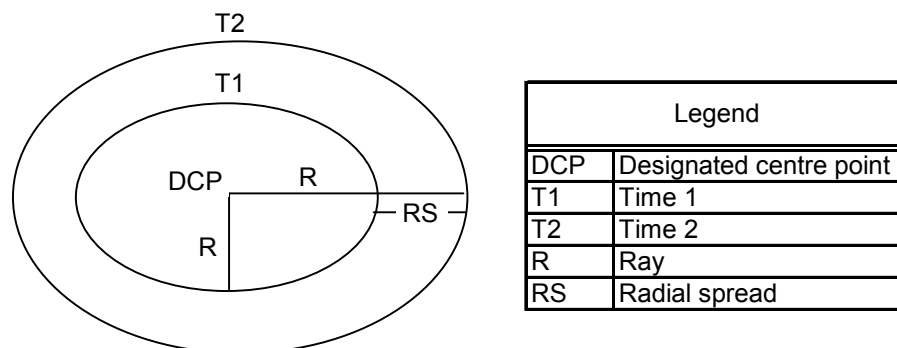 T2
T1
DCP
R
RS
R
Legend
DCP Designated centre point
T1 Time 1
T2 Time 2
R Ray
RS Radial spread